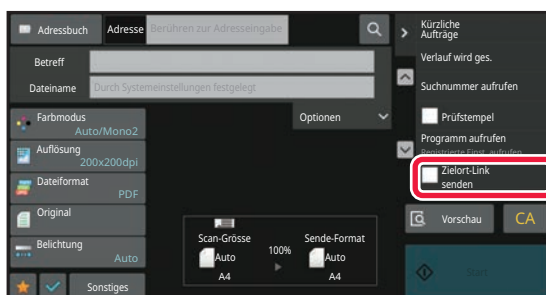 Adressbuch
Adresse
Berühren zur Adresseingabe
Betreff
Dateiname
Durch Systemeinstellungen festgelegt
Farbmodus
Auto/Mono2
Auflösung
200x200dpi
Dateiformat
PDF
Original
Belichtung
Auto
Sonstiges
Optionen
Scan-Grösse
Auto
A4
100%
Sende-Format
Auto
A4
Kürzliche
Aufträge
Verlauf wird ges.
Suchnummer aufrufen
Prüfstempel
Programm aufrufen
Registrierte Einst. aufrufen
Zielort-Link
senden
Vorschau
CA
Start